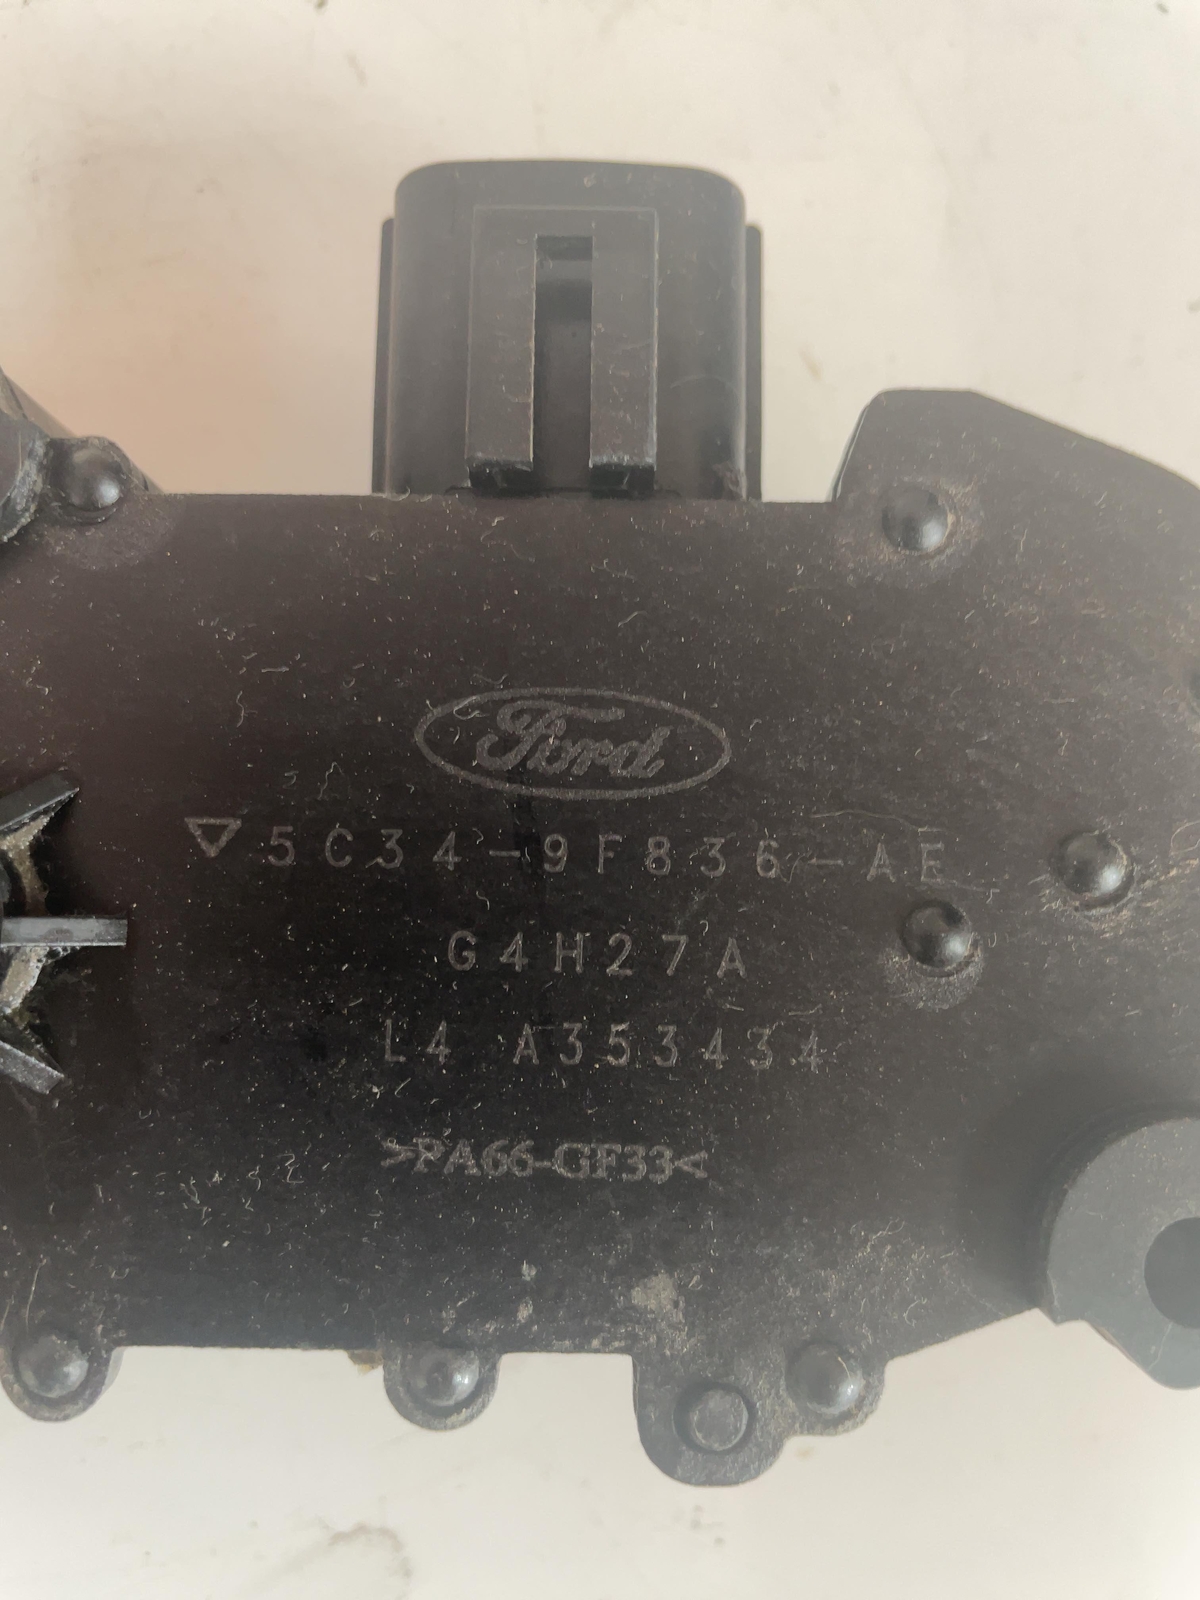 Ford
▽5C34-9F836-AE
G4H27A
L4 A353434
>PA66-GF33<